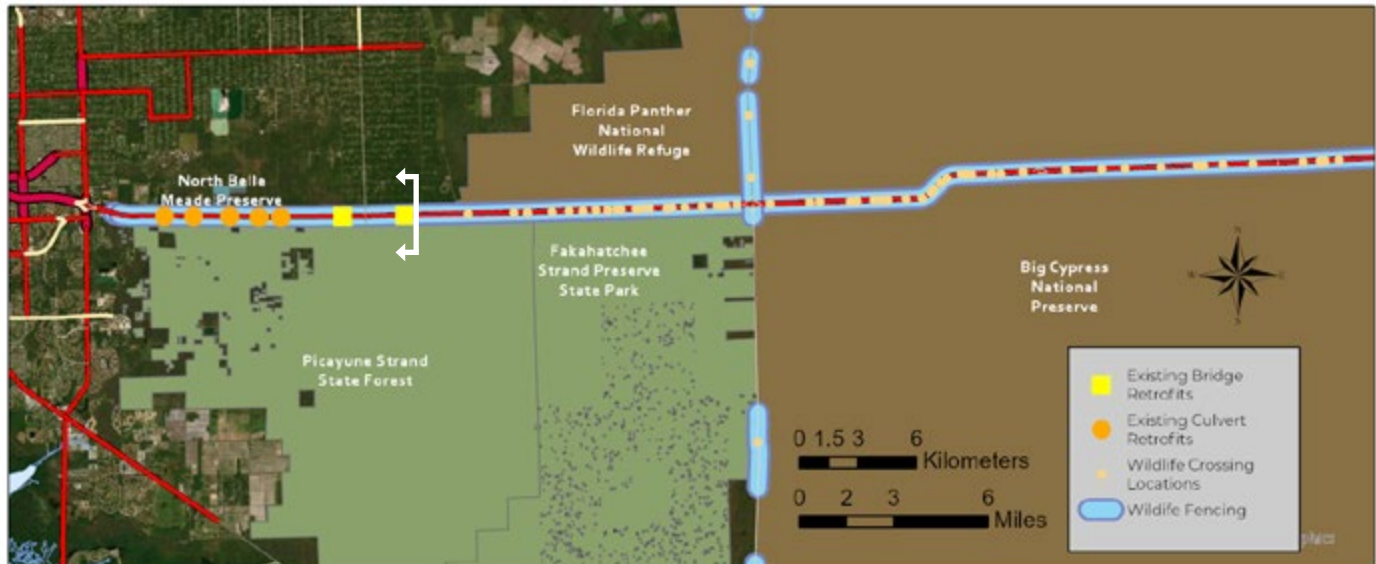 Florida Panther
National
Wildlife Refuge
North Belle
Meade Preserve
Fakahatchee
Strand Preserve
State Park
Big Cypress
National
Preserve
Picayune Strand
State Forest
N
W
E
S
0 1.5 3 6
Kilometers
0 2 3 6
Miles
Existing Bridge
Retrofits
Existing Culvert
Retrofits
Wildlife Crossing
Locations
Wildlife Fencing